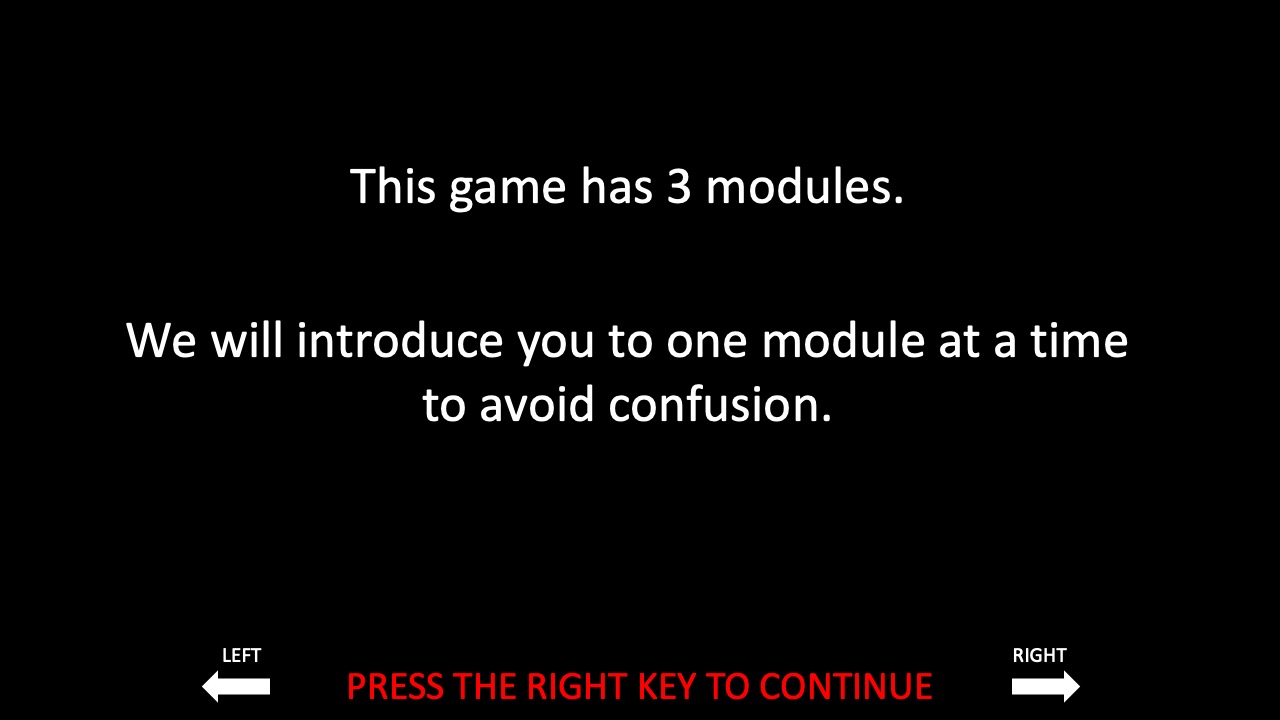 This game has 3 modules.
We will introduce you to one module at a time
to avoid confusion.
LEFT
RIGHT
PRESS THE RIGHT KEY TO CONTINUE